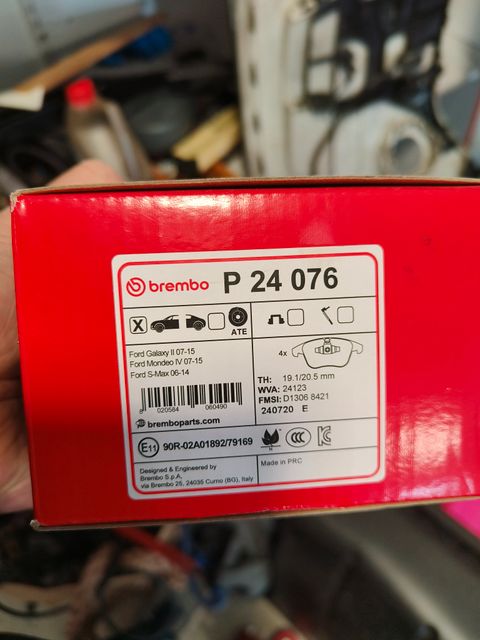 brembo P 24 076
X
ATE
Ford Galaxy II 07-15
Ford Mondeo IV 07-15
Ford S-Max 06-14
4x
020584 060490
bremboparts.com
TH: 19.1/20.5 mm
WVA: 24123
FMSI: D1306 8421
240720 E
E11 90R-02A01892/79169
N
CCC
Designed & Engineered by
Brembo S.p.A.
via Brembo 25, 24035 Curno (BG), Italy
Made in PRC